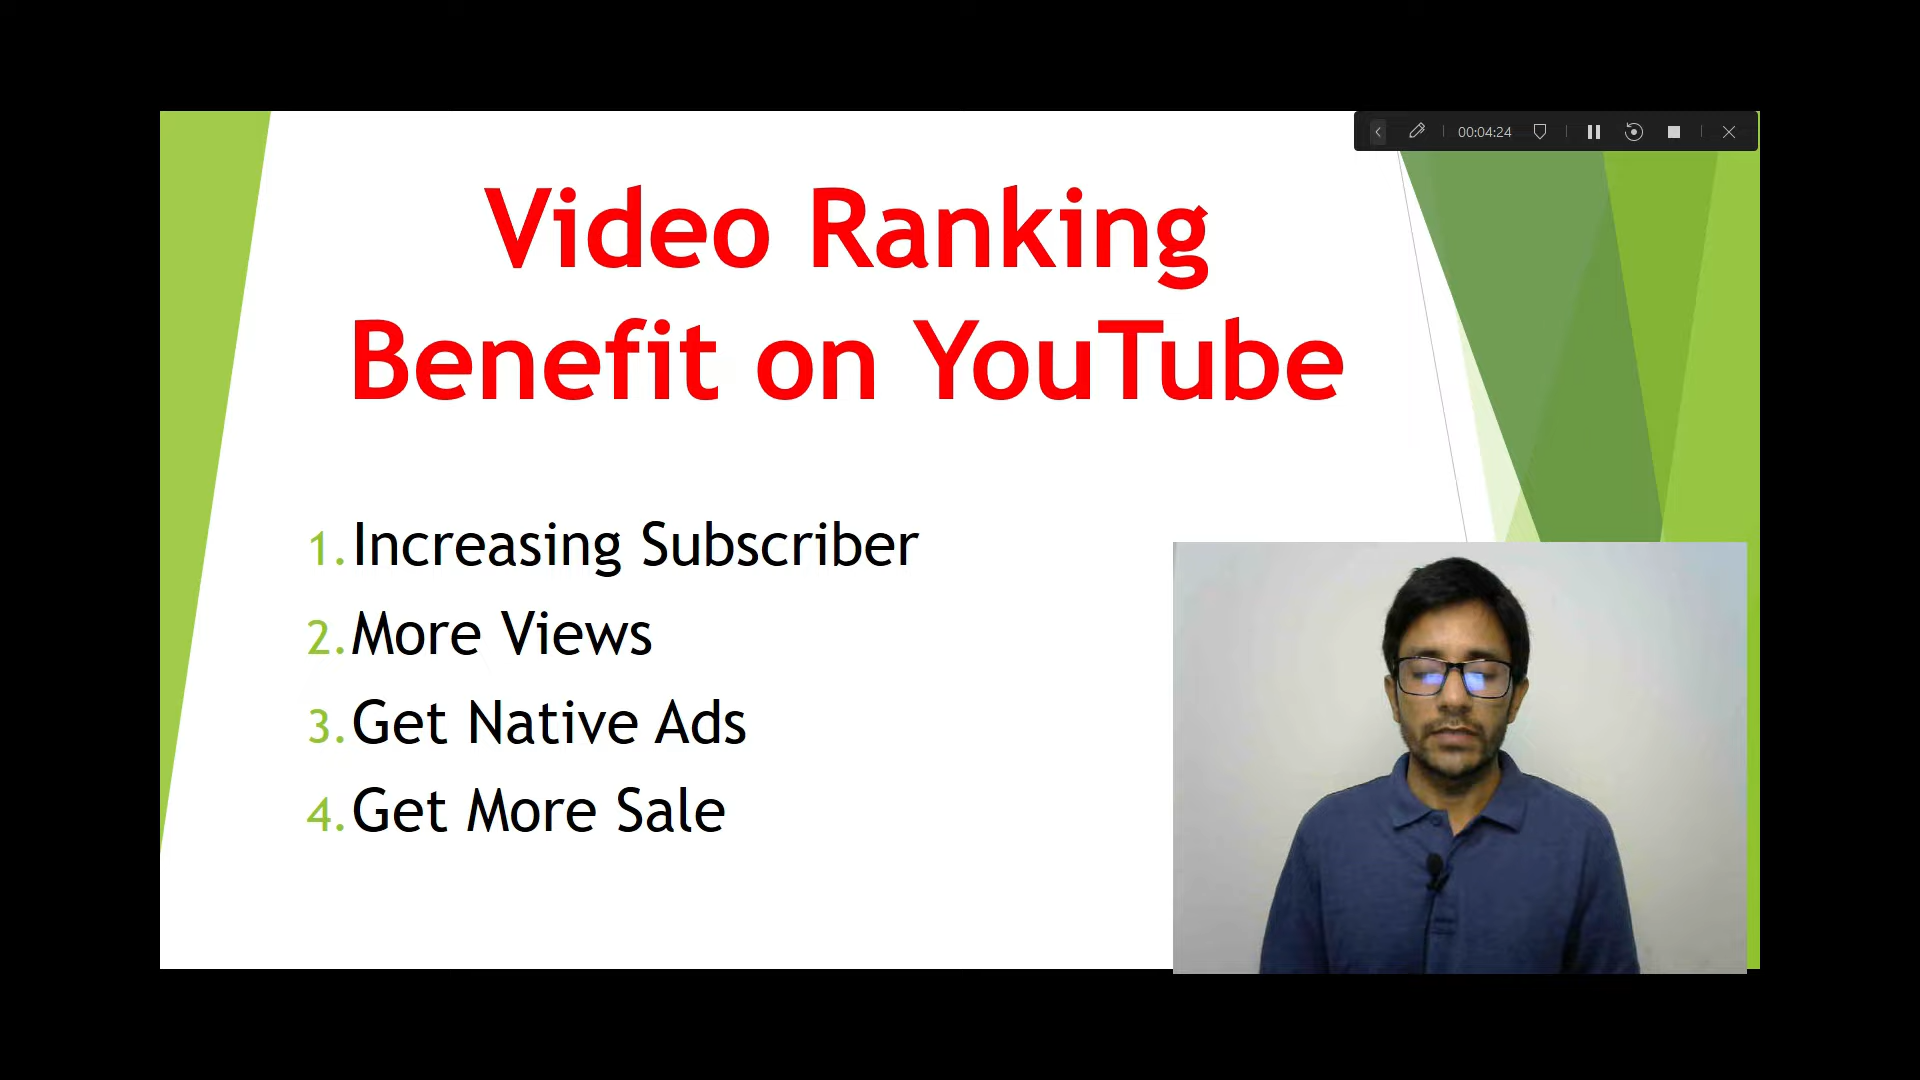 00:04:24
Video Ranking
Benefit on YouTube
1. Increasing Subscriber
2. More Views
3. Get Native Ads
4. Get More Sale